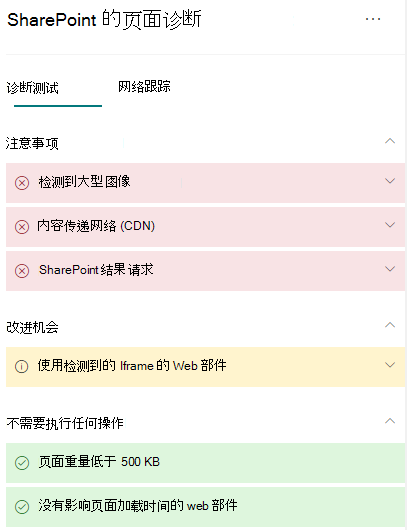 SharePoint 的页面诊断
诊断测试
网络跟踪
注意事项
检测到大型图像
内容传递网络 (CDN)
SharePoint 结果请求
改进机会
使用检测到的 Iframe 的 Web 部件
不需要执行任何操作
页面重量低于 500 KB
没有影响页面加载时间的 web 部件